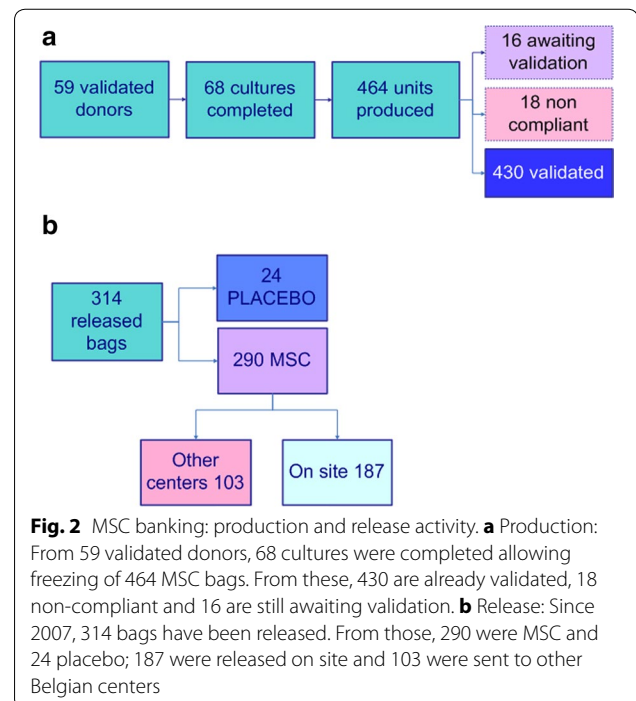 a
59 validated
donors
68 cultures
completed
464 units
produced
16 awaiting
validation
18 non
compliant
430 validated
b
314
released
bags
24
PLACEBO
290 MSC
Other
centers 103
On site 187
Fig. 2 MSC banking: production and release activity. a Production:
From 59 validated donors, 68 cultures were completed allowing
freezing of 464 MSC bags. From these, 430 are already validated, 18
non-compliant and 16 are still awaiting validation. b Release: Since
2007, 314 bags have been released. From those, 290 were MSC and
24 placebo; 187 were released on site and 103 were sent to other
Belgian centers